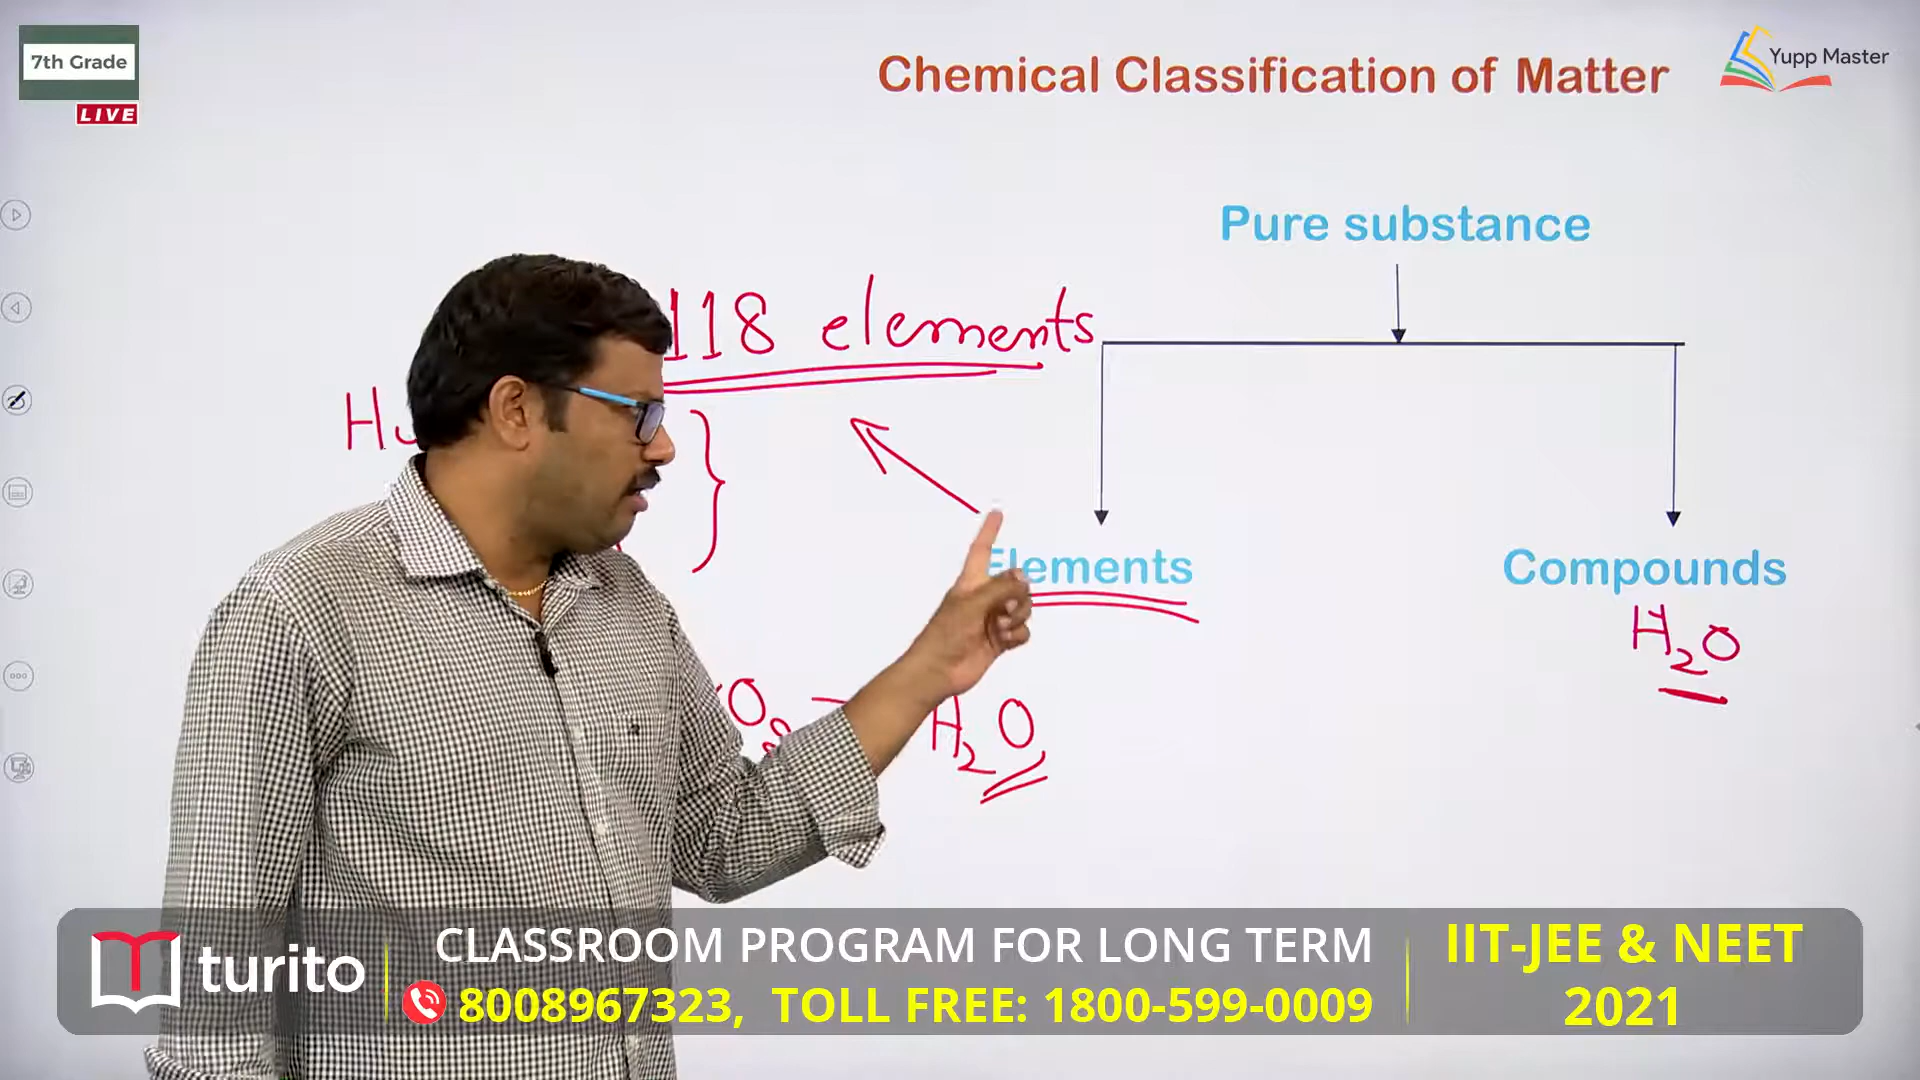 7th Grade
LIVE
Chemical Classification of Matter
Yupp Master
Pure substance
118 elements
H
Elements
Compounds
H₂O
O₂ → H₂O
turito
CLASSROOM PROGRAM FOR LONG TERM
8008967323, TOLL FREE: 1800-599-0009
IIT-JEE & NEET
2021